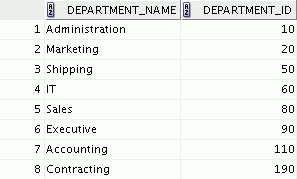 DEPARTMENT_NAME DEPARTMENT_ID
1 Administration 10
2 Marketing 20
3 Shipping 50
4 IT 60
5 Sales 80
6 Executive 90
7 Accounting 110
8 Contracting 190